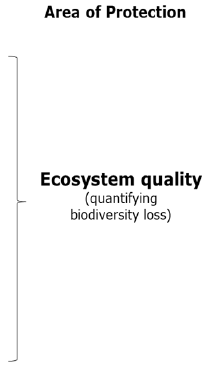 Area of Protection
Ecosystem quality
(quantifying
biodiversity loss)